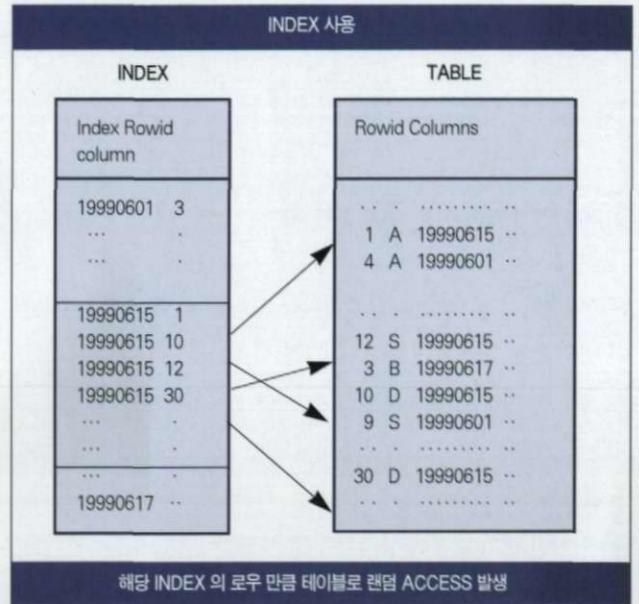 INDEX 사용
INDEX
TABLE
Index Rowid
column
19990601 3
... .
... .
19990615 1
19990615 10
19990615 12
19990615 30
... .
... .
... .
19990617 ..
Rowid Columns
.. . ......... ..
1 A 19990615 ..
4 A 19990601 ..
.. . ......... ..
12 S 19990615 ..
3 B 19990617 ..
10 D 19990615 ..
9 S 19990601 ..
.. . ......... ..
30 D 19990615 ..
.. . ......... ..
해당 INDEX 의 로우 만큼 테이블로 랜덤 ACCESS 발생